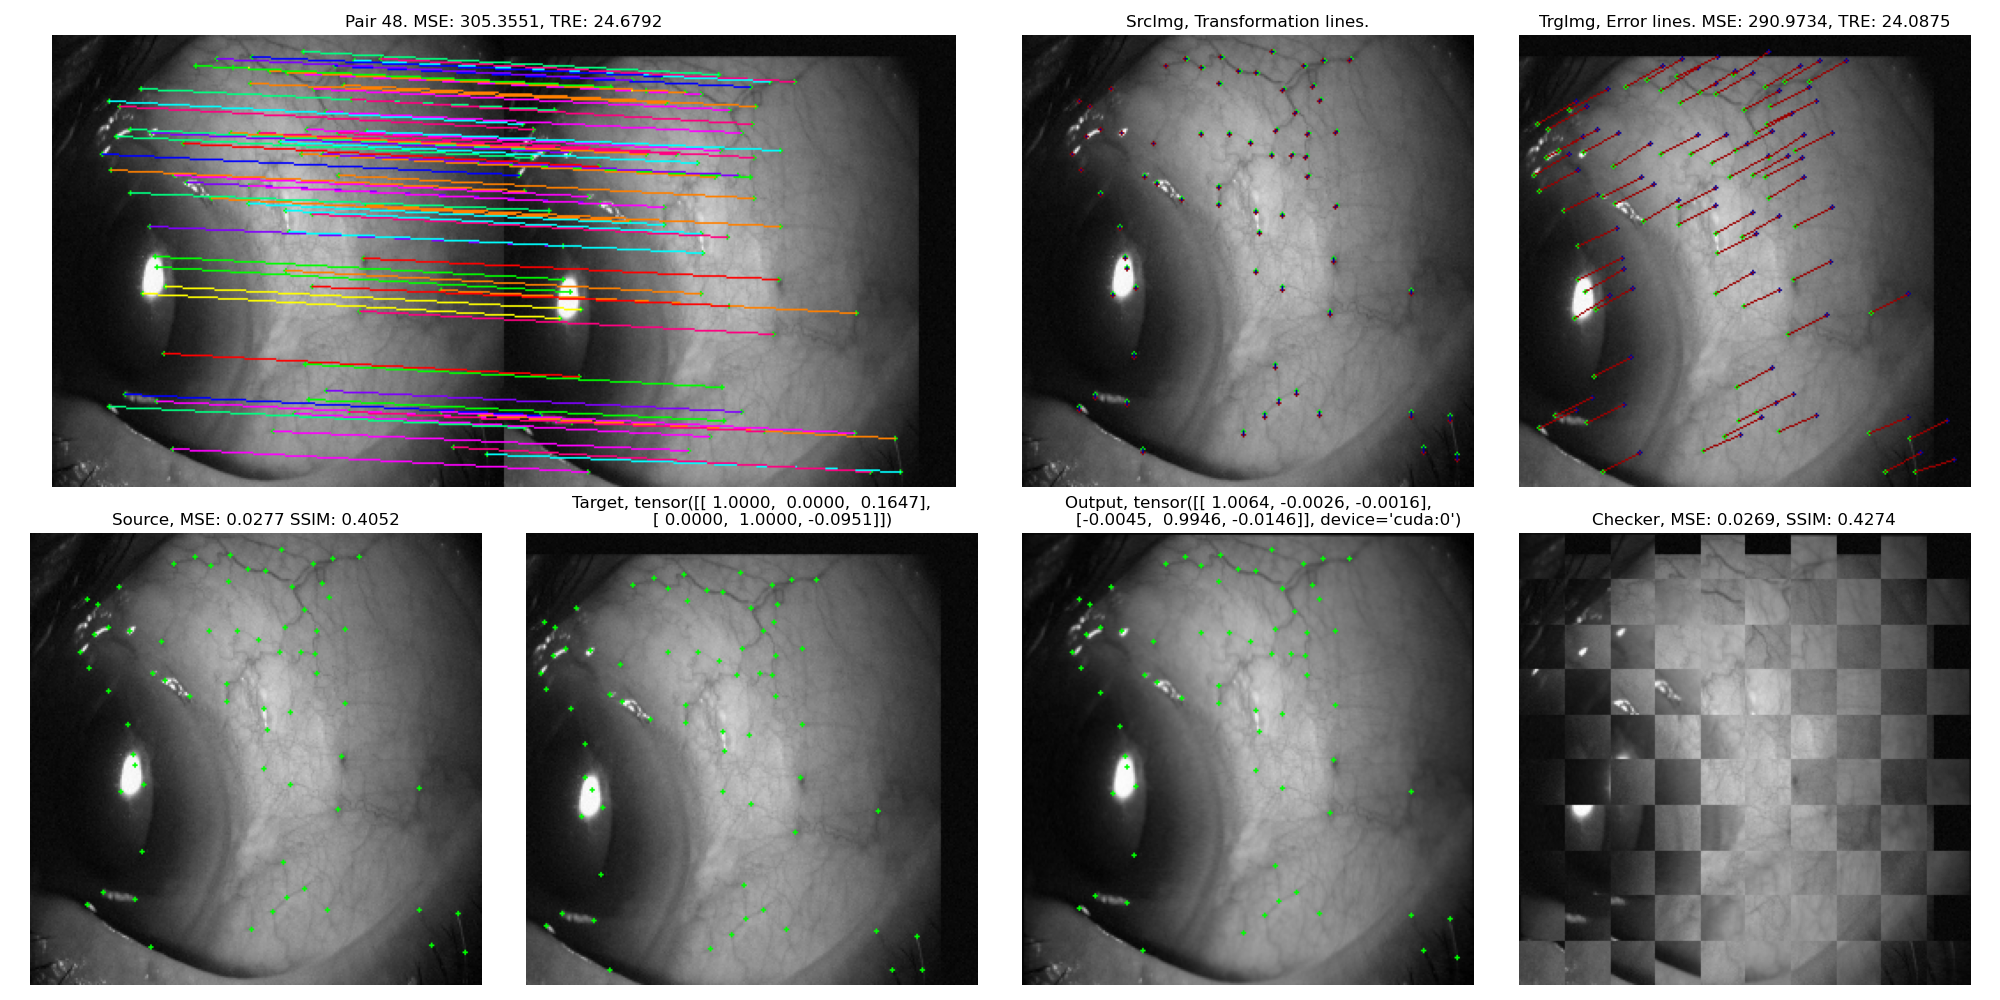 Pair 48. MSE: 305.3551, TRE: 24.6792
SrcImg, Transformation lines.
TrgImg, Error lines. MSE: 290.9734, TRE: 24.0875
Source, MSE: 0.0277 SSIM: 0.4052
Target, tensor([[ 1.0000,  0.0000,  0.1647],
[ 0.0000,  1.0000, -0.0951]])
Output, tensor([[ 1.0064, -0.0026, -0.0016],
[-0.0045,  0.9946, -0.0146]], device='cuda:0')
Checker, MSE: 0.0269, SSIM: 0.4274